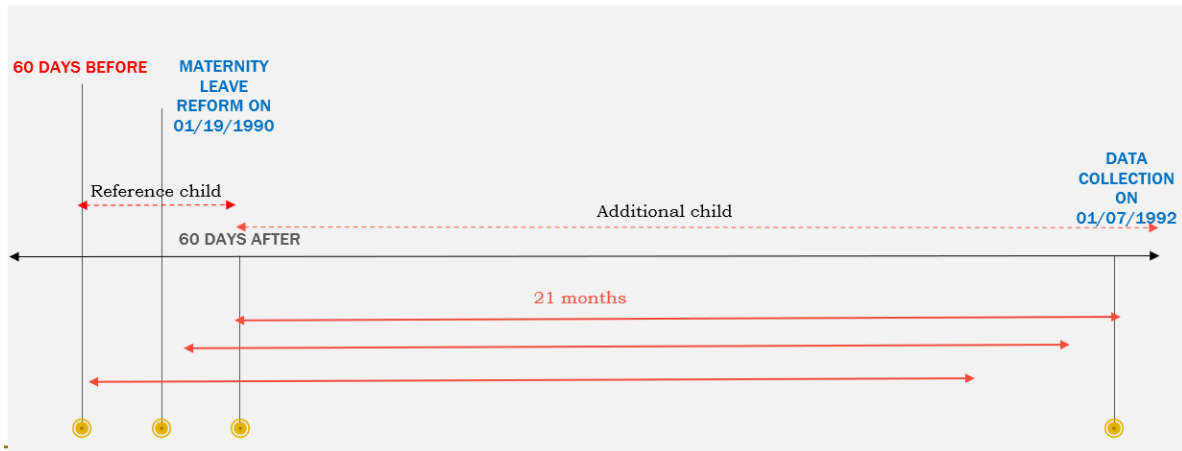 60 DAYS BEFORE
MATERNITY
LEAVE
REFORM ON
01/19/1990
DATA
COLLECTION
ON
01/07/1992
Reference child
Additional child
60 DAYS AFTER
21 months